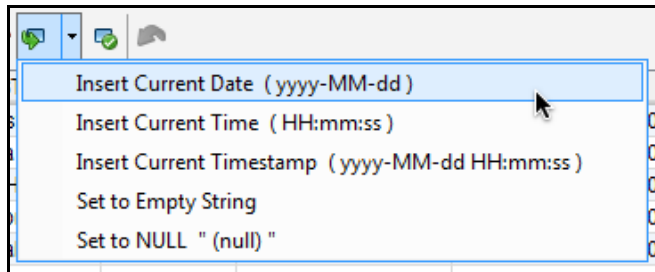 Insert Current Date ( yyyy-MM-dd )
Insert Current Time ( HH:mm:ss )
Insert Current Timestamp ( yyyy-MM-dd HH:mm:ss )
Set to Empty String
Set to NULL " (null) "